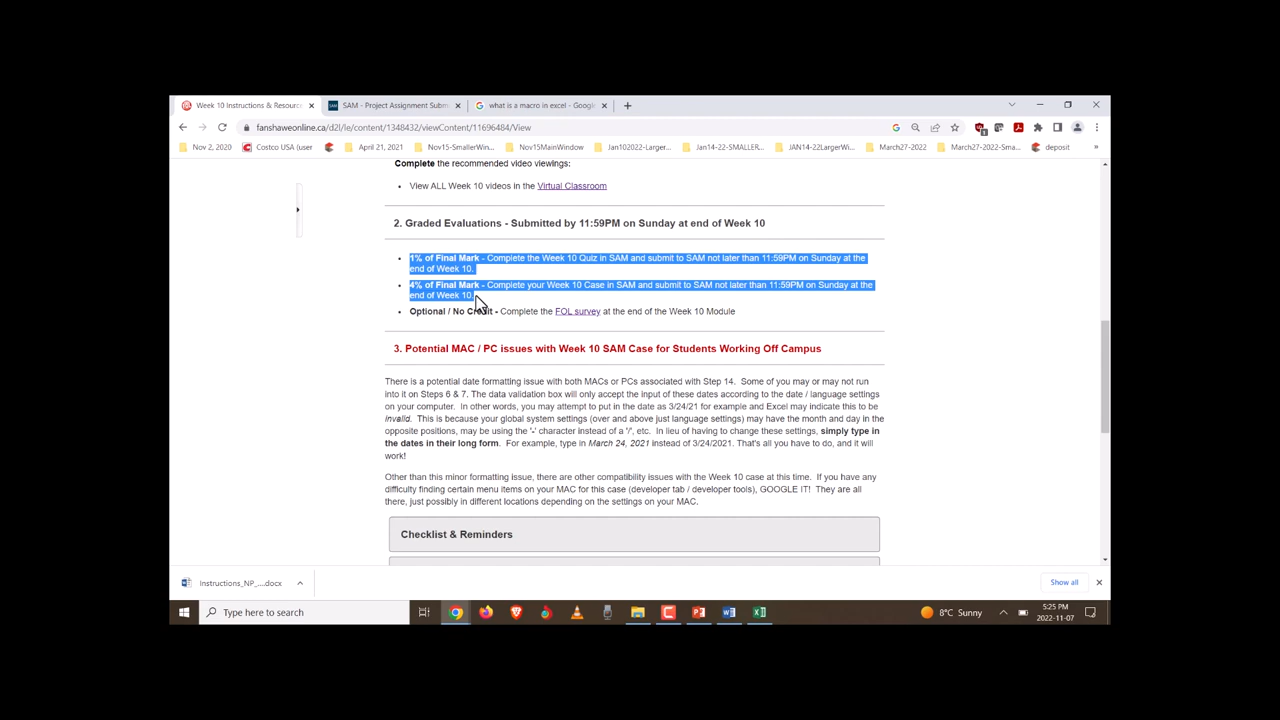 Week 10 Instructions & Resourc
SAM - Project Assignment Subm
what is a macro in excel - Google
fanshaweonline.ca/d2l/le/content/1348432/viewContent/11696484/View
Nov 2, 2020
Costco USA (user
April 21, 2021
Nov15-SmallerWin...
Nov15MainWindow
Jan102022-Larger...
Jan14-22-SMALLER...
JAN14-22LargerWi...
March27-2022
March27-2022-Sma...
deposit
Complete the recommended video viewings:
• View ALL Week 10 videos in the Virtual Classroom
2. Graded Evaluations - Submitted by 11:59PM on Sunday at end of Week 10
• 1% of Final Mark - Complete the Week 10 Quiz in SAM and submit to SAM not later than 11:59PM on Sunday at the
end of Week 10.
• 4% of Final Mark - Complete your Week 10 Case in SAM and submit to SAM not later than 11:59PM on Sunday at the
end of Week 10.
• Optional / No Credit - Complete the FOL survey at the end of the Week 10 Module
3. Potential MAC / PC issues with Week 10 SAM Case for Students Working Off Campus
There is a potential date formatting issue with both MACs or PCs associated with Step 14. Some of you may or may not run
into it on Steps 6 & 7. The data validation box will only accept the input of these dates according to the date / language settings
on your computer. In other words, you may attempt to put in the date as 3/24/21 for example and Excel may indicate this to be
invalid. This is because your global system settings (over and above just language settings) may have the month and day in the
opposite positions, may be using the '-' character instead of a '/', etc. In lieu of having to change these settings, simply type in
the dates in their long form. For example, type in March 24, 2021 instead of 3/24/2021. That's all you have to do, and it will
work!
Other than this minor formatting issue, there are other compatibility issues with the Week 10 case at this time. If you have any
difficulty finding certain menu items on your MAC for this case (developer tab / developer tools), GOOGLE IT! They are all
there, just possibly in different locations depending on the settings on your MAC.
Checklist & Reminders
Instructions_NP_....docx
Show all
Type here to search
8°C Sunny
5:25 PM
2022-11-07